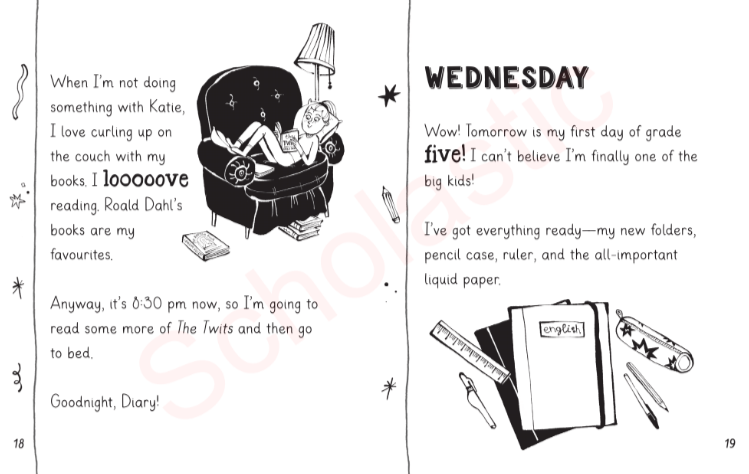 When I'm not doing
something with Katie,
I love curling up on
the couch with my
books. I looooove
reading. Roald Dahl's
books are my
favourites.
Anyway, it's 8:30 pm now, so I'm going to
read some more of The Twits and then go
to bed.
Goodnight, Diary!
18
WEDNESDAY
Wow! Tomorrow is my first day of grade
five! I can't believe I'm finally one of the
big kids!
I've got everything ready—my new folders,
pencil case, ruler, and the all-important
liquid paper.
english
19
Scholastic